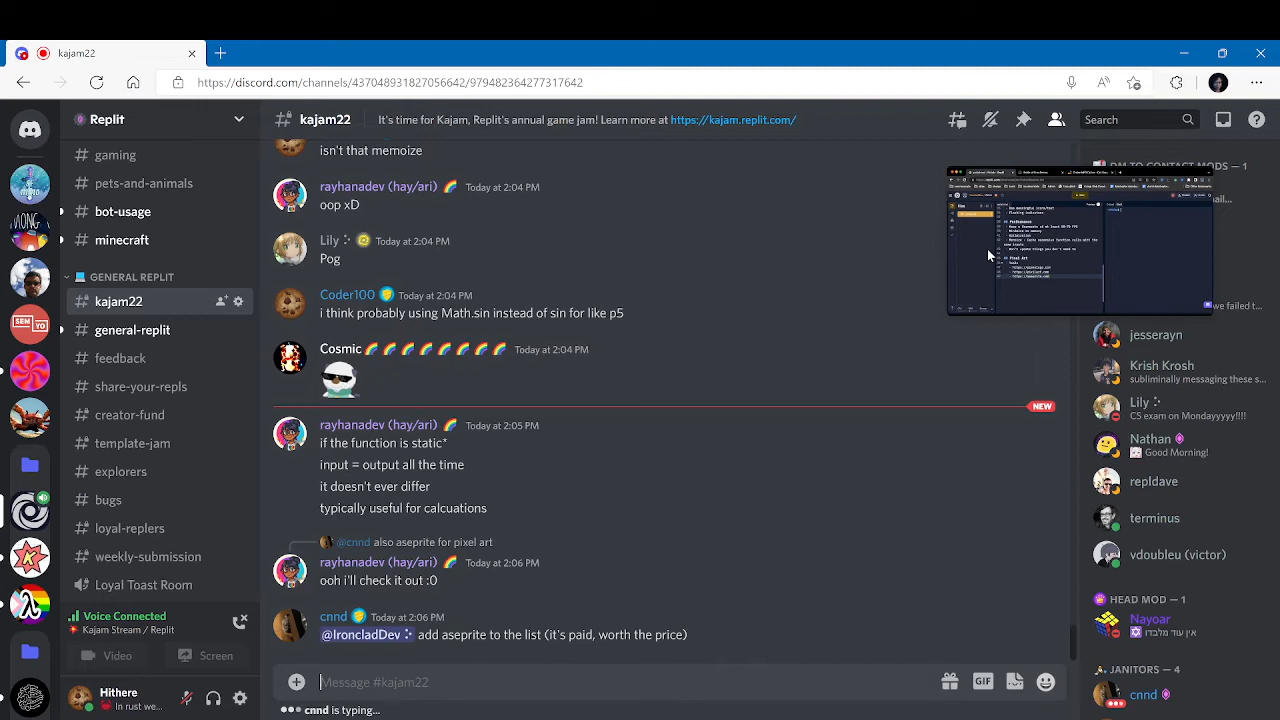 kajam22
https://discord.com/channels/437048931827056642/979482364277317642
Replit
gaming
pets-and-animals
bot-usage
minecraft
GENERAL REPLIT
kajam22
general-replit
feedback
share-your-repls
creator-fund
template-jam
explorers
bugs
loyal-replers
weekly-submission
Loyal Toast Room
Voice Connected
Kajam Stream / Replit
Video
Screen
Hithere
In rust we...
AONG
SEM
YO
kajam22
It's time for Kajam, Replit's annual game jam! Learn more at https://kajam.replit.com/
Search
isn't that memoize
rayhanadev (hay/ari) Today at 2:04 PM
oop xD
Lily Today at 2:04 PM
Pog
Coder100 Today at 2:04 PM
i think probably using Math.sin instead of sin for like p5
Cosmic Today at 2:04 PM
NEW
rayhanadev (hay/ari) Today at 2:05 PM
if the function is static*
input = output all the time
it doesn't ever differ
typically useful for calcuations
@cnnd also aseprite for pixel art
rayhanadev (hay/ari) Today at 2:06 PM
ooh i'll check it out :0
cnnd Today at 2:06 PM
@IroncladDev add aseprite to the list (it's paid, worth the price)
Message #kajam22
GIF
cnnd is typing...
DM TO CONTACT MODS — 1
## Performance
## Pixel Art
we failed t
jesserayn
Krish Krosh
subliminally messaging these s...
Lily :
CS exam on Mondayyyyy!!!!
Nathan
Good Morning!
repldave
terminus
vdoubleu (victor)
HEAD MOD — 1
Nayoar
אין עוד מלבדו
JANITORS — 4
cnnd